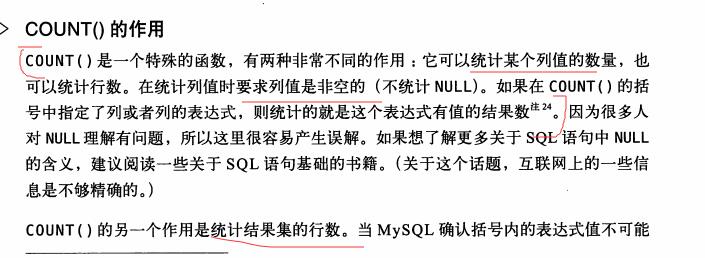 COUNT() 的作用
COUNT() 是一个特殊的函数，有两种非常不同的作用：它可以统计某个列值的数量，也
可以统计行数。在统计列值时要求列值是非空的（不统计 NULL）。如果在 COUNT() 的括
号中指定了列或者列的表达式，则统计的就是这个表达式有值的结果数注24。因为很多人
对 NULL 理解有问题，所以这里很容易产生误解。如果想了解更多关于 SQL 语句中 NULL
的含义，建议阅读一些关于 SQL 语句基础的书籍。（关于这个话题，互联网上的一些信
息是不够精确的。）
COUNT() 的另一个作用是统计结果集的行数。当 MySQL 确认括号内的表达式值不可能